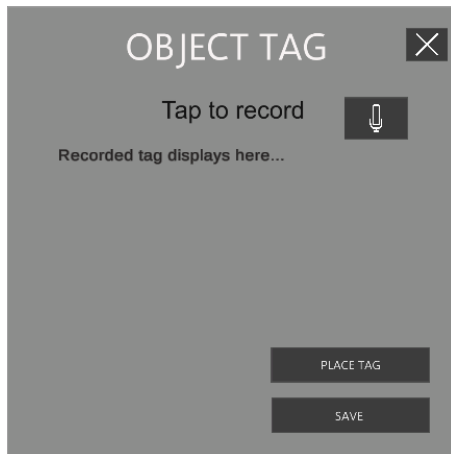 OBJECT TAG
Tap to record
Recorded tag displays here...
PLACE TAG
SAVE